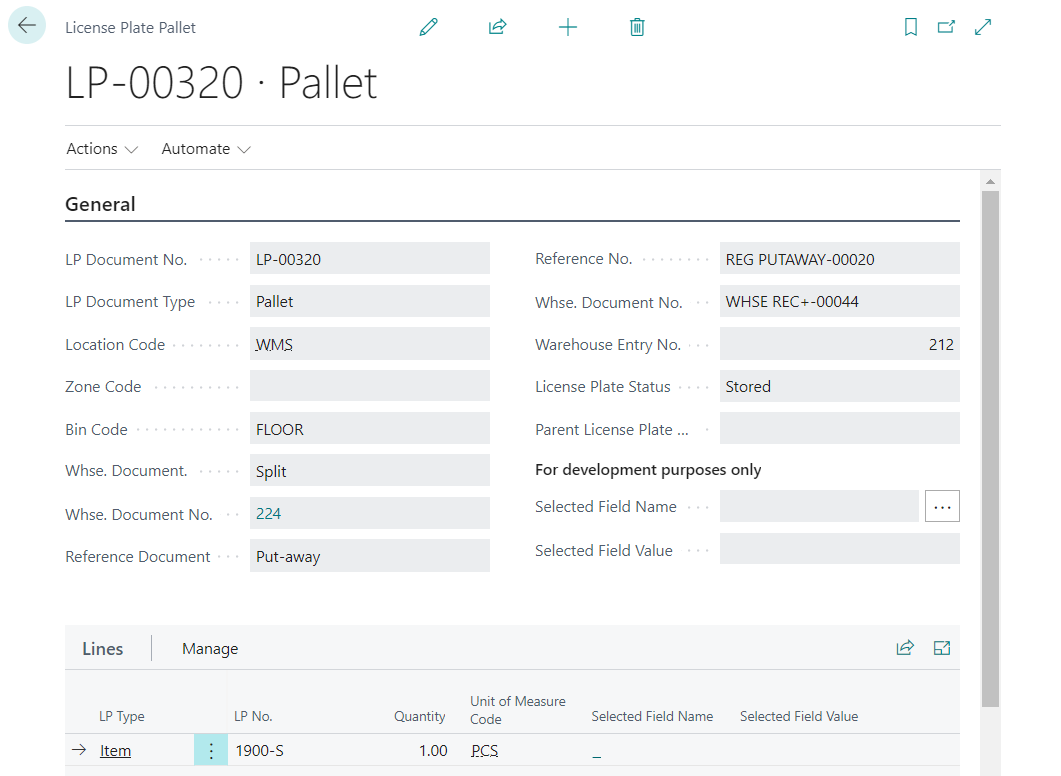 License Plate Pallet
LP-00320 · Pallet
Actions Automate
General
LP Document No. LP-00320
LP Document Type Pallet
Location Code WMS
Zone Code
Bin Code FLOOR
Whse. Document. Split
Whse. Document No. 224
Reference Document Put-away
Reference No. REG PUTAWAY-00020
Whse. Document No. WHSE REC+-00044
Warehouse Entry No. 212
License Plate Status Stored
Parent License Plate ...
For development purposes only
Selected Field Name ...
Selected Field Value
Lines Manage
LP Type LP No. Quantity Unit of Measure Code Selected Field Name Selected Field Value
Item 1900-S 1.00 PCS _